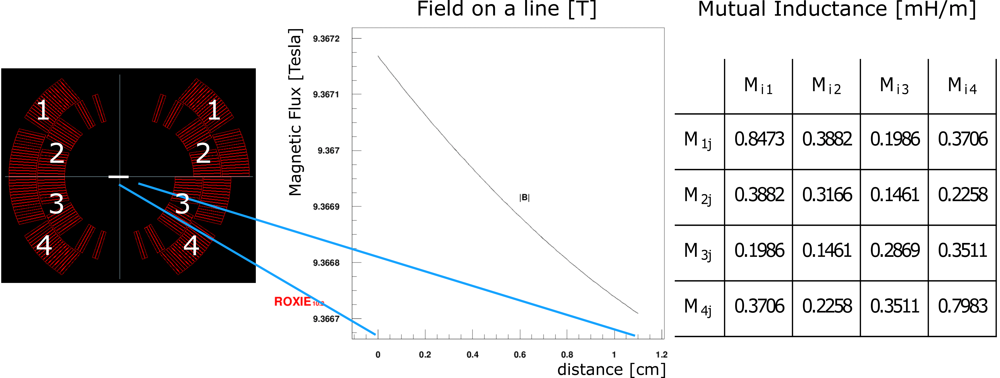 Field on a line [T]
Mutual Inductance [mH/m]
Magnetic Flux [Tesla]
9.3672
9.3671
9.367
9.3669
9.3668
9.3667
|B|
ROXIE 10.2
0 0.2 0.4 0.6 0.8 1 1.2
distance [cm]
1 1
2 2
3 3
4 4
M i1 M i2 M i3 M i4
M 1j 0.8473 0.3882 0.1986 0.3706
M 2j 0.3882 0.3166 0.1461 0.2258
M 3j 0.1986 0.1461 0.2869 0.3511
M 4j 0.3706 0.2258 0.3511 0.7983